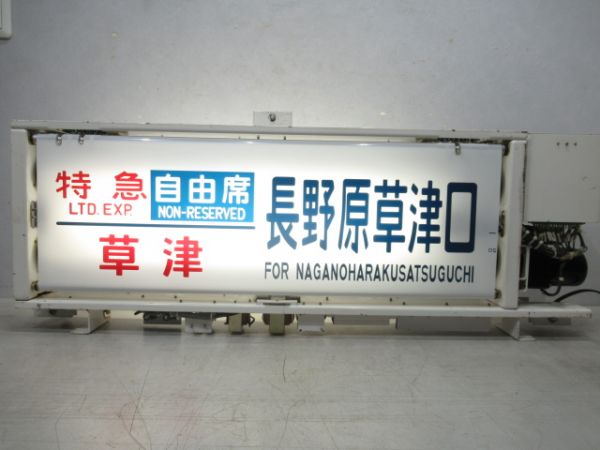 特急 自由席
LTD. EXP. NON-RESERVED
草津
長野原草津口
FOR NAGANOHARAKUSATSUGUCHI